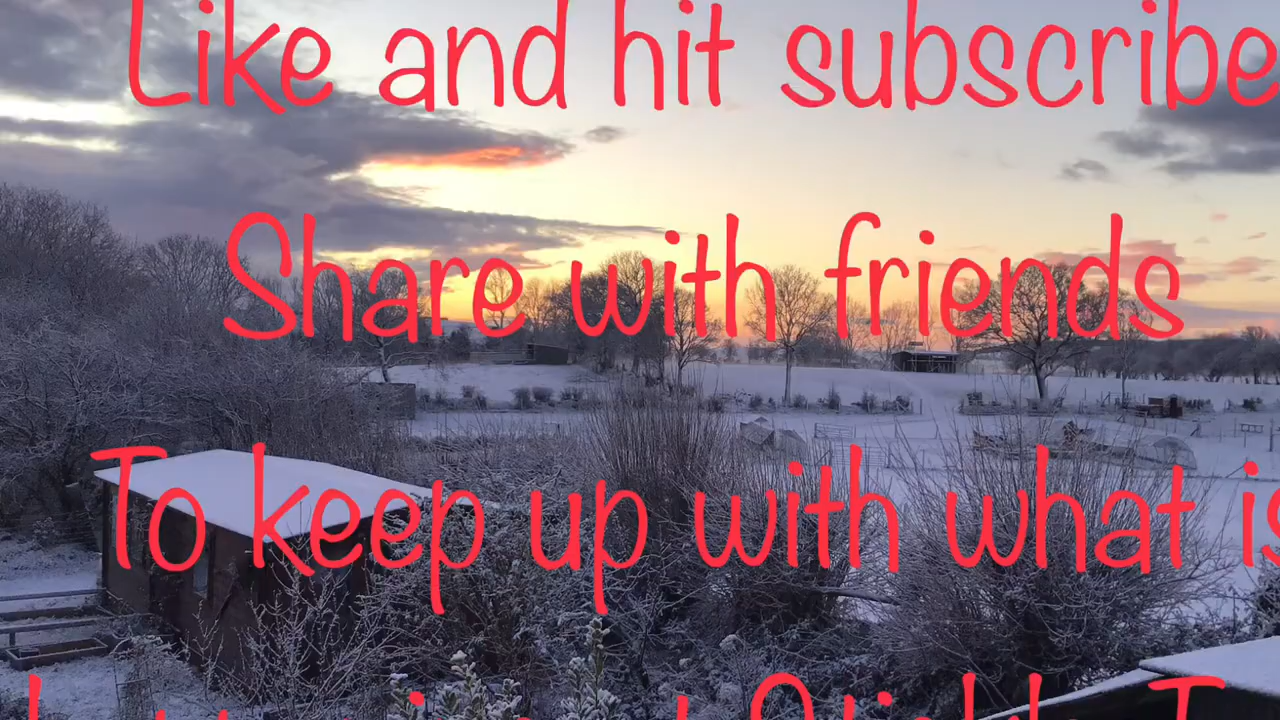 Like and hit subscribe
Share with friends
To keep up with what is